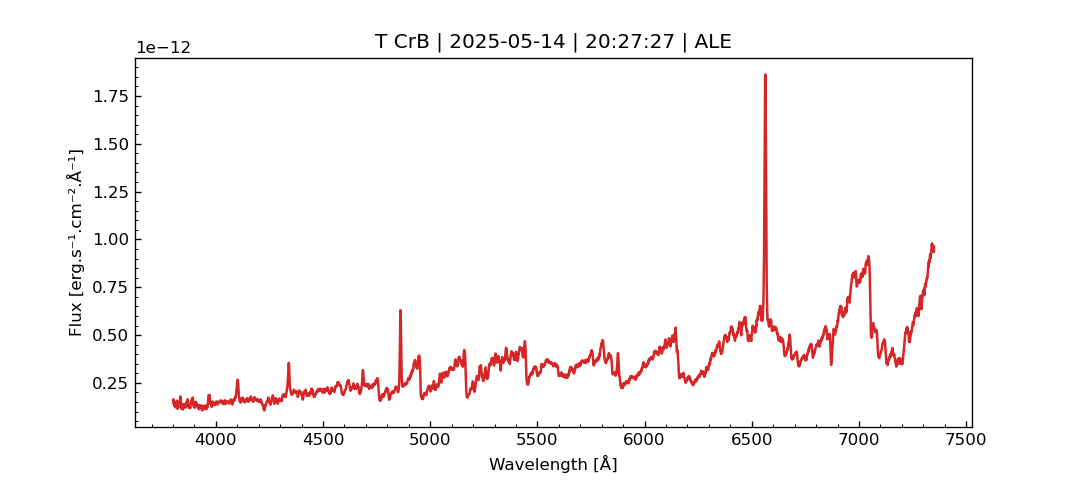 T CrB | 2025-05-14 | 20:27:27 | ALE
1e−12
1.75
1.50
1.25
1.00
0.75
0.50
0.25
Flux [erg.s⁻¹.cm⁻².Å⁻¹]
4000 4500 5000 5500 6000 6500 7000 7500
Wavelength [Å]